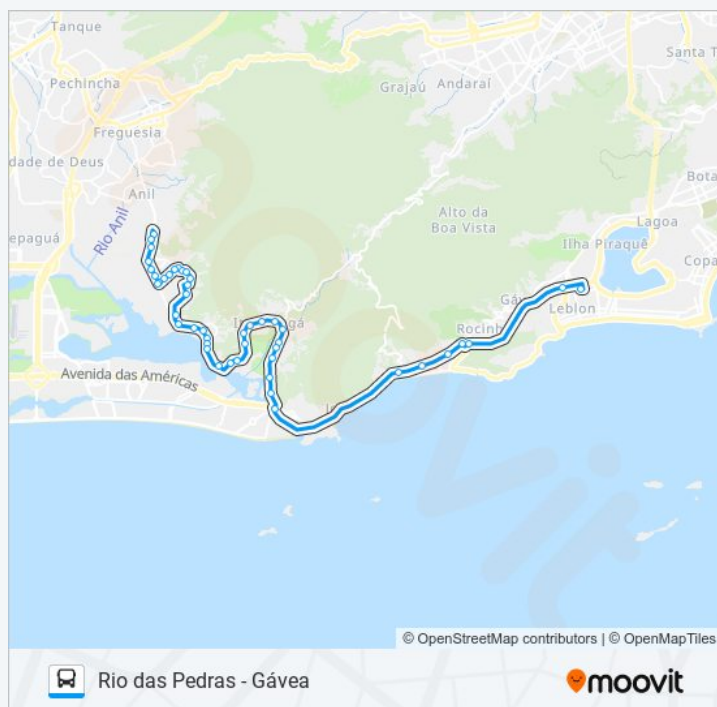 Tanque
Pechincha
Grajaú
Andaraí
Santa T
Freguesia
dade de Deus
Anil
Bota
epaguá
Rio Anil
Alto da
Boa Vista
Lagoa
Ilha Piraquê
Copa
Gáv
Leblon
Rocinh
Avenida das Américas
© OpenStreetMap contributors | © OpenMapTiles
Rio das Pedras - Gávea
moovit